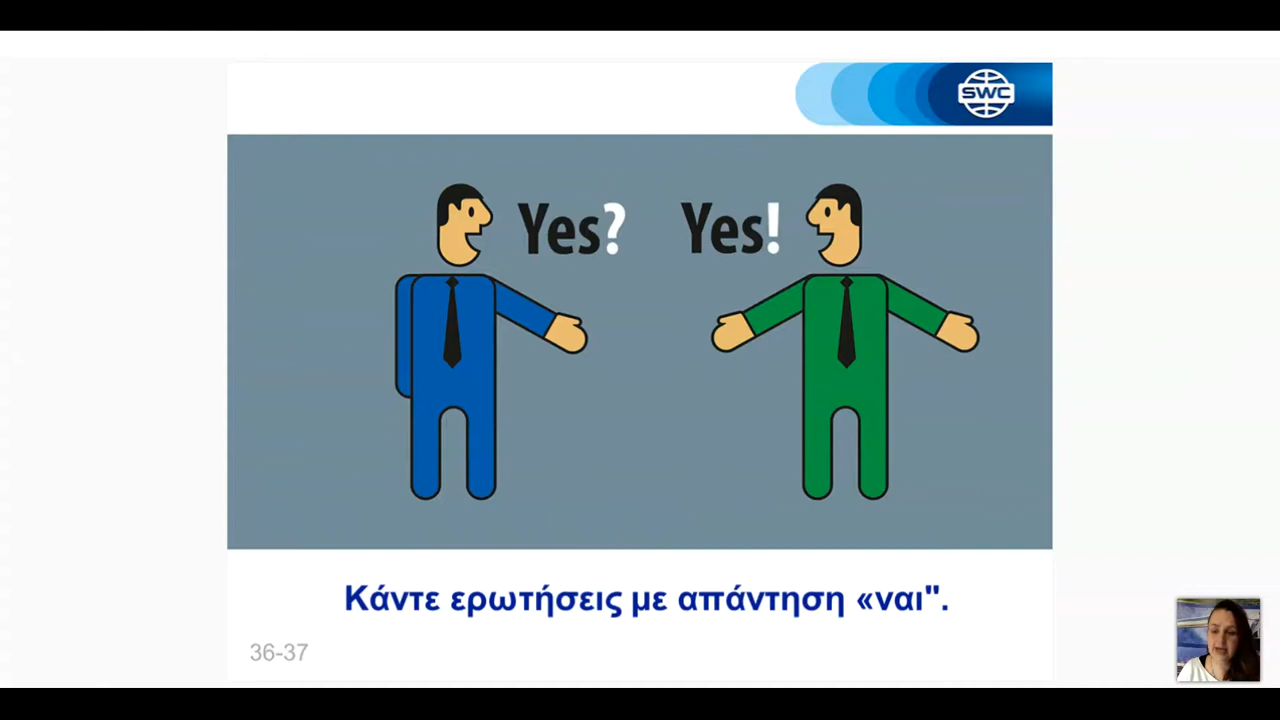 SWC
Yes? Yes!
Κάντε ερωτήσεις με απάντηση «ναι".
36-37